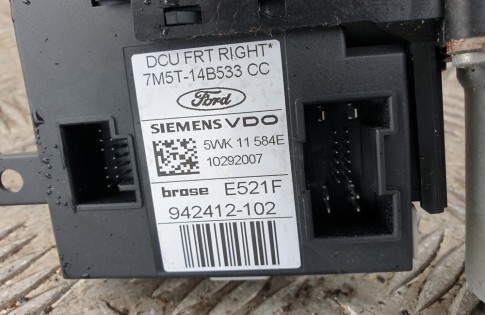 DCU FRT RIGHT*
7M5T-14B533 CC
Ford
SIEMENS VDO
5WK 11 584E
10292007
brose E521F
942412-102